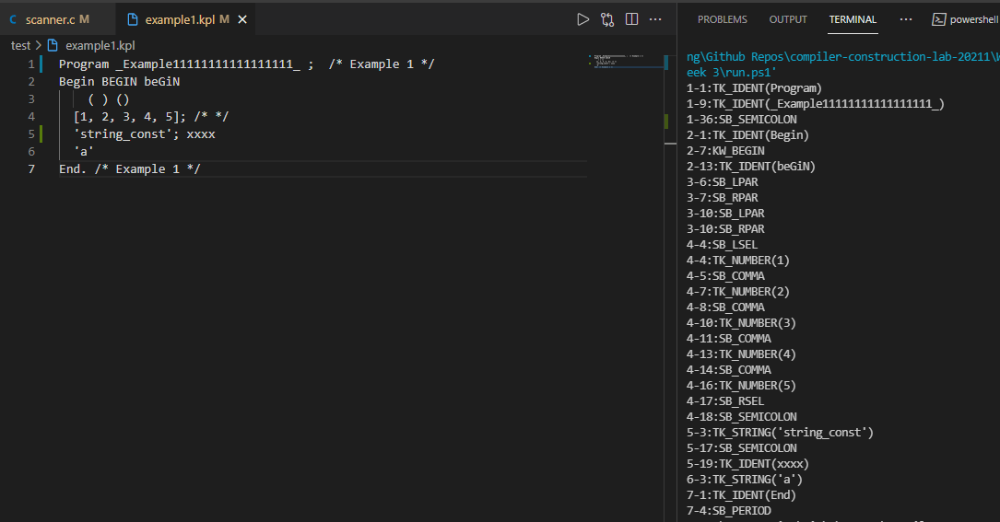 scanner.c M
example1.kpl M
test > example1.kpl
1 Program _Example11111111111111111_ ;  /* Example 1 */
2 Begin BEGIN beGiN
3 ( ) ()
4 [1, 2, 3, 4, 5]; /* */
5 'string_const'; xxxx
6 'a'
7 End. /* Example 1 */
PROBLEMS OUTPUT TERMINAL ... powershell
ng\Github Repos\compiler-construction-lab-20211\W
eek 3\run.ps1'
1-1:TK_IDENT(Program)
1-9:TK_IDENT(_Example11111111111111111_)
1-36:SB_SEMICOLON
2-1:TK_IDENT(Begin)
2-7:KW_BEGIN
2-13:TK_IDENT(beGiN)
3-6:SB_LPAR
3-7:SB_RPAR
3-10:SB_LPAR
3-10:SB_RPAR
4-4:SB_LSEL
4-4:TK_NUMBER(1)
4-5:SB_COMMA
4-7:TK_NUMBER(2)
4-8:SB_COMMA
4-10:TK_NUMBER(3)
4-11:SB_COMMA
4-13:TK_NUMBER(4)
4-14:SB_COMMA
4-16:TK_NUMBER(5)
4-17:SB_RSEL
4-18:SB_SEMICOLON
5-3:TK_STRING('string_const')
5-17:SB_SEMICOLON
5-19:TK_IDENT(xxxx)
6-3:TK_STRING('a')
7-1:TK_IDENT(End)
7-4:SB_PERIOD